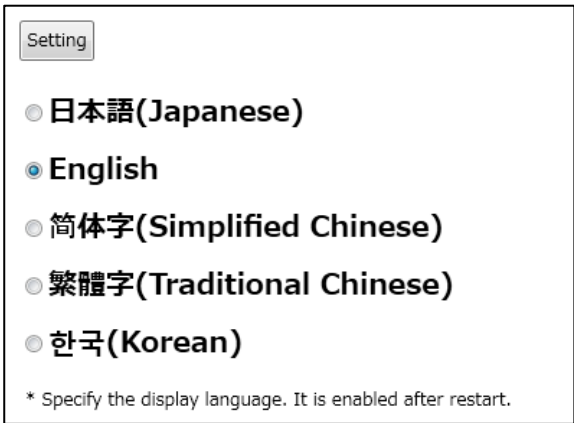 Setting
日本語(Japanese)
English
简体字(Simplified Chinese)
繁體字(Traditional Chinese)
한국(Korean)
* Specify the display language. It is enabled after restart.